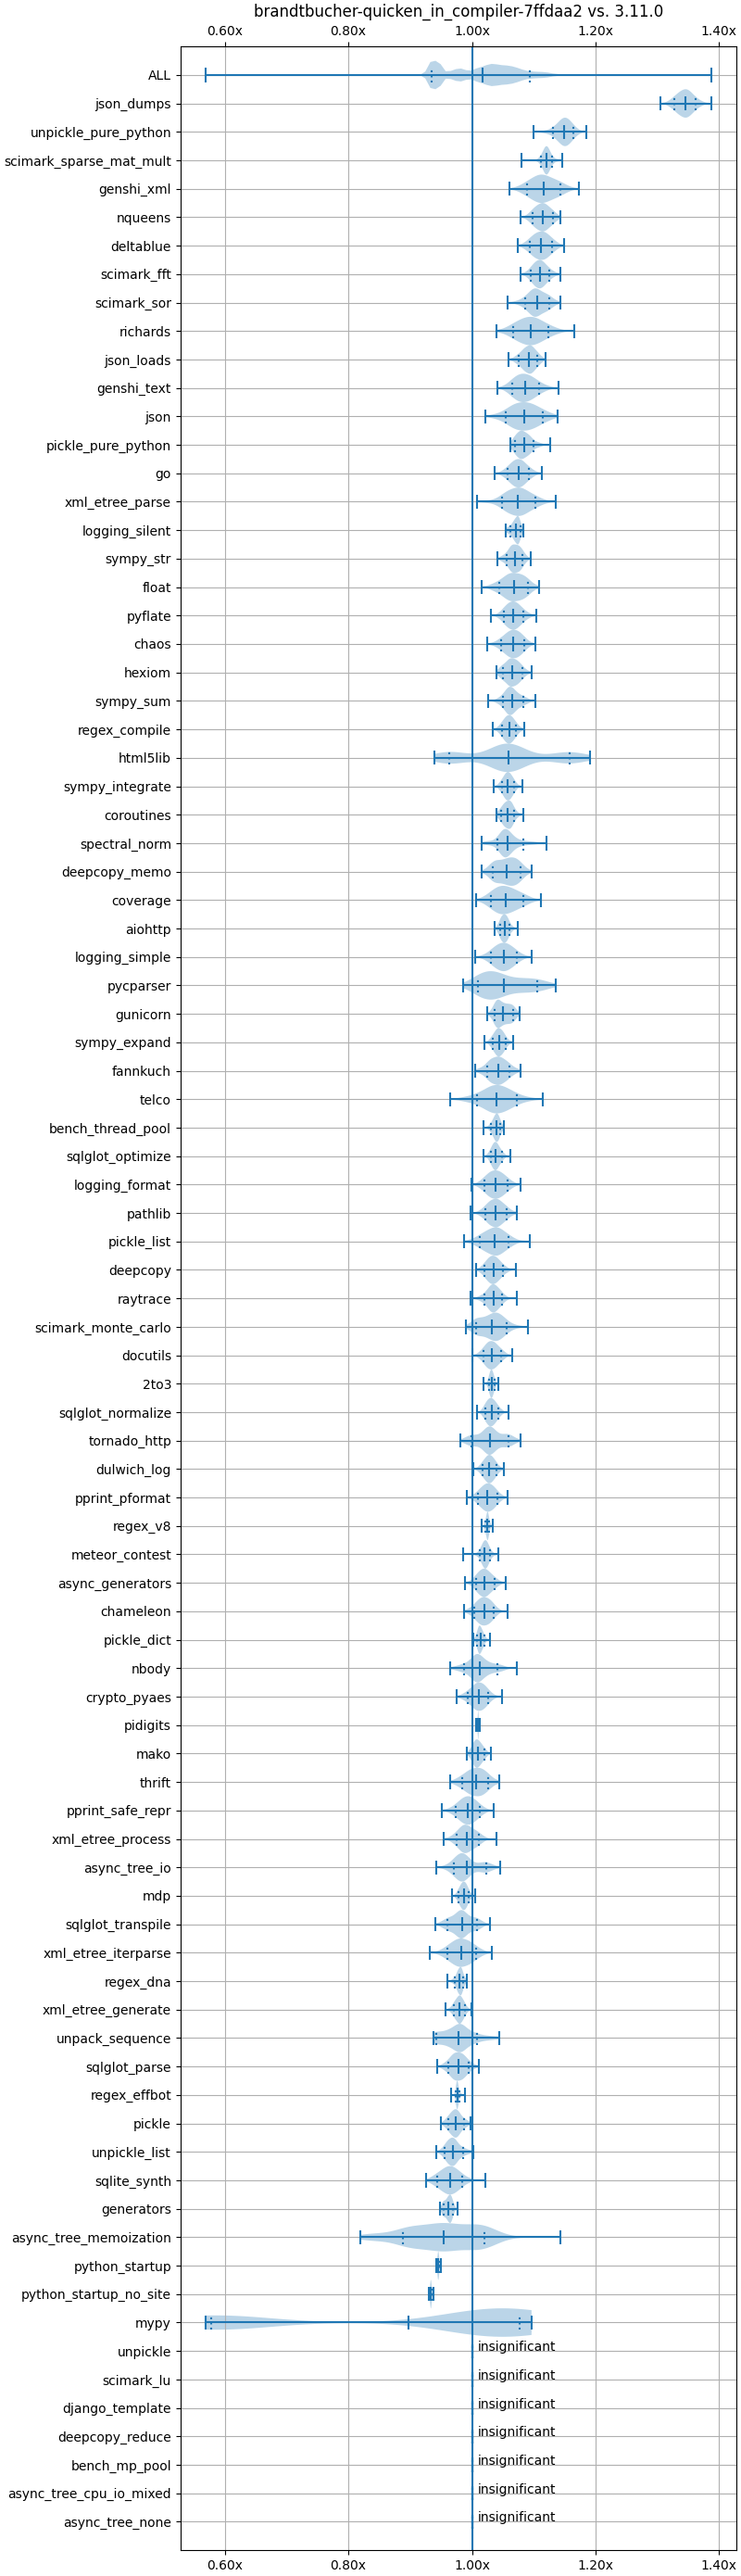 brandtbucher-quicken_in_compiler-7ffdaa2 vs. 3.11.0
0.60x 0.80x 1.00x 1.20x 1.40x
ALL
json_dumps
unpickle_pure_python
scimark_sparse_mat_mult
genshi_xml
nqueens
deltablue
scimark_fft
scimark_sor
richards
json_loads
genshi_text
json
pickle_pure_python
go
xml_etree_parse
logging_silent
sympy_str
float
pyflate
chaos
hexiom
sympy_sum
regex_compile
html5lib
sympy_integrate
coroutines
spectral_norm
deepcopy_memo
coverage
aiohttp
logging_simple
pycparser
gunicorn
sympy_expand
fannkuch
telco
bench_thread_pool
sqlglot_optimize
logging_format
pathlib
pickle_list
deepcopy
raytrace
scimark_monte_carlo
docutils
2to3
sqlglot_normalize
tornado_http
dulwich_log
pprint_pformat
regex_v8
meteor_contest
async_generators
chameleon
pickle_dict
nbody
crypto_pyaes
pidigits
mako
thrift
pprint_safe_repr
xml_etree_process
async_tree_io
mdp
sqlglot_transpile
xml_etree_iterparse
regex_dna
xml_etree_generate
unpack_sequence
sqlglot_parse
regex_effbot
pickle
unpickle_list
sqlite_synth
generators
async_tree_memoization
python_startup
python_startup_no_site
mypy
unpickle insignificant
scimark_lu insignificant
django_template insignificant
deepcopy_reduce insignificant
bench_mp_pool insignificant
async_tree_cpu_io_mixed insignificant
async_tree_none insignificant
0.60x 0.80x 1.00x 1.20x 1.40x